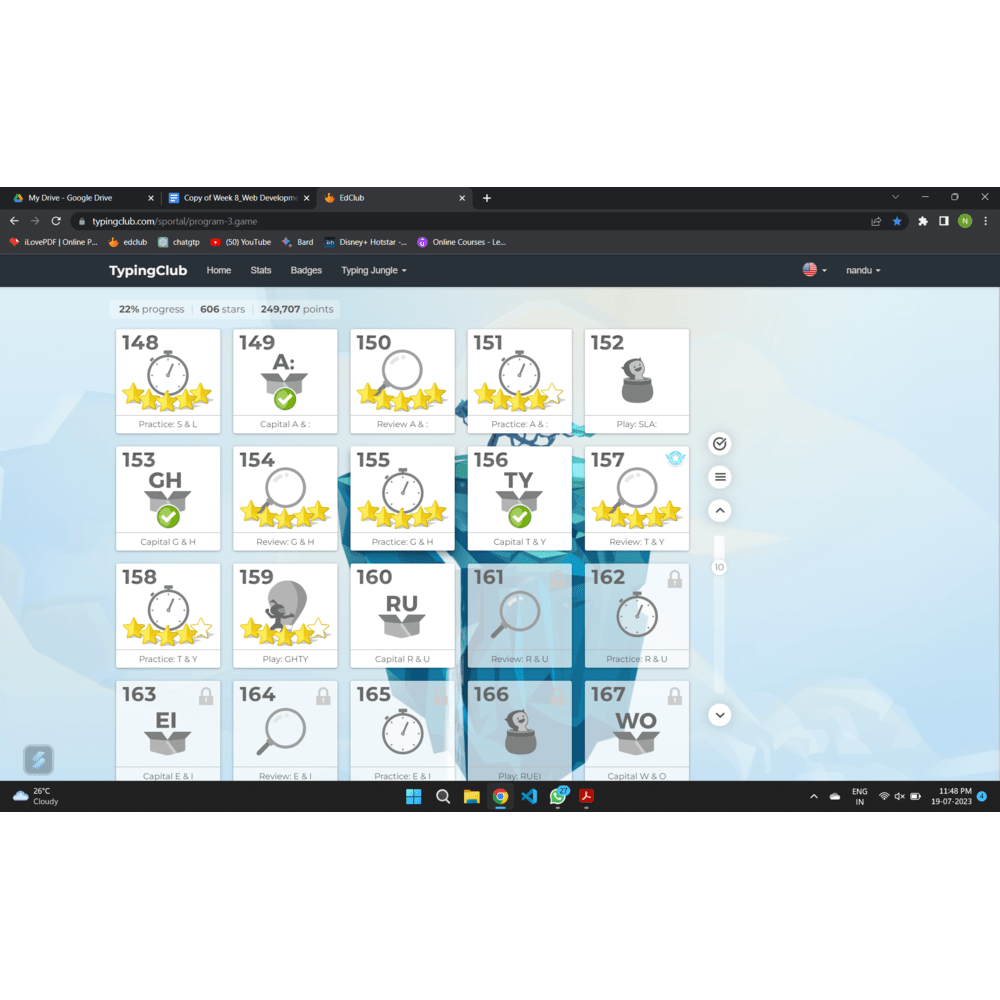 My Drive - Google Drive
Copy of Week 8_Web Developm
EdClub
typingclub.com/sportal/program-3.game
N
iLovePDF | Online P...
edclub
chatgtp
(50) YouTube
Bard
Disney+ Hotstar -...
Online Courses - Le...
TypingClub
Home
Stats
Badges
Typing Jungle
nandu
22% progress
606 stars
249,707 points
148
149
150
151
152
A:
Practice: S & L
Capital A & :
Review A & :
Practice: A & :
Play: SLA:
153
154
155
156
157
GH
TY
Capital G & H
Review: G & H
Practice: G & H
Capital T & Y
Review: T & Y
10
158
159
160
161
162
RU
Practice: T & Y
Play: GHTY
Capital R & U
Review: R & U
Practice: R & U
163
164
165
166
167
EI
WO
Capital E & I
Review: E & I
Practice: E & I
Play: RUEI
Capital W & O
26°C
Cloudy
27
ENG
IN
11:48 PM
19-07-2023
4